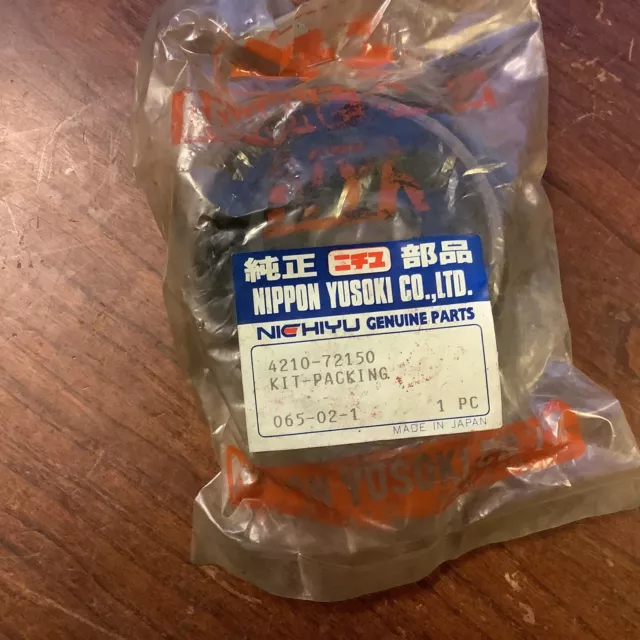 純正 ニチユ 部品
NIPPON YUSOKI CO.,LTD.
NICHIYU GENUINE PARTS
4210-72150
KIT-PACKING
065-02-1 1 PC
MADE IN JAPAN
YUSOKI